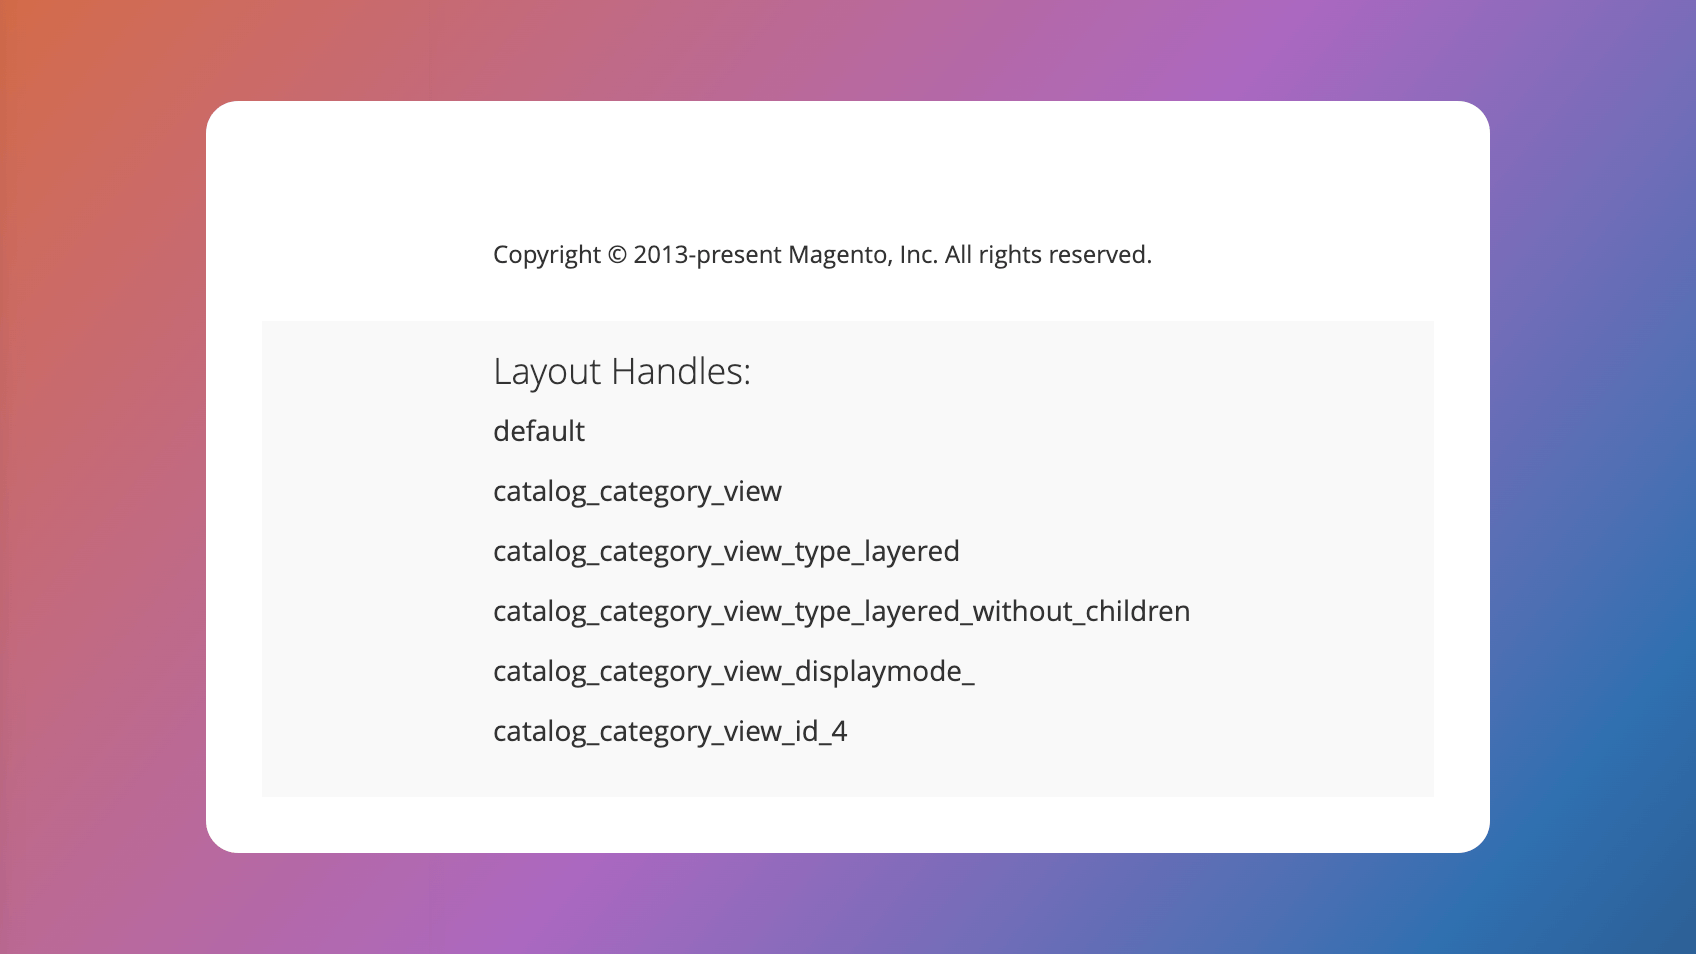 Copyright © 2013-present Magento, Inc. All rights reserved.
Layout Handles:
default
catalog_category_view
catalog_category_view_type_layered
catalog_category_view_type_layered_without_children
catalog_category_view_displaymode_
catalog_category_view_id_4